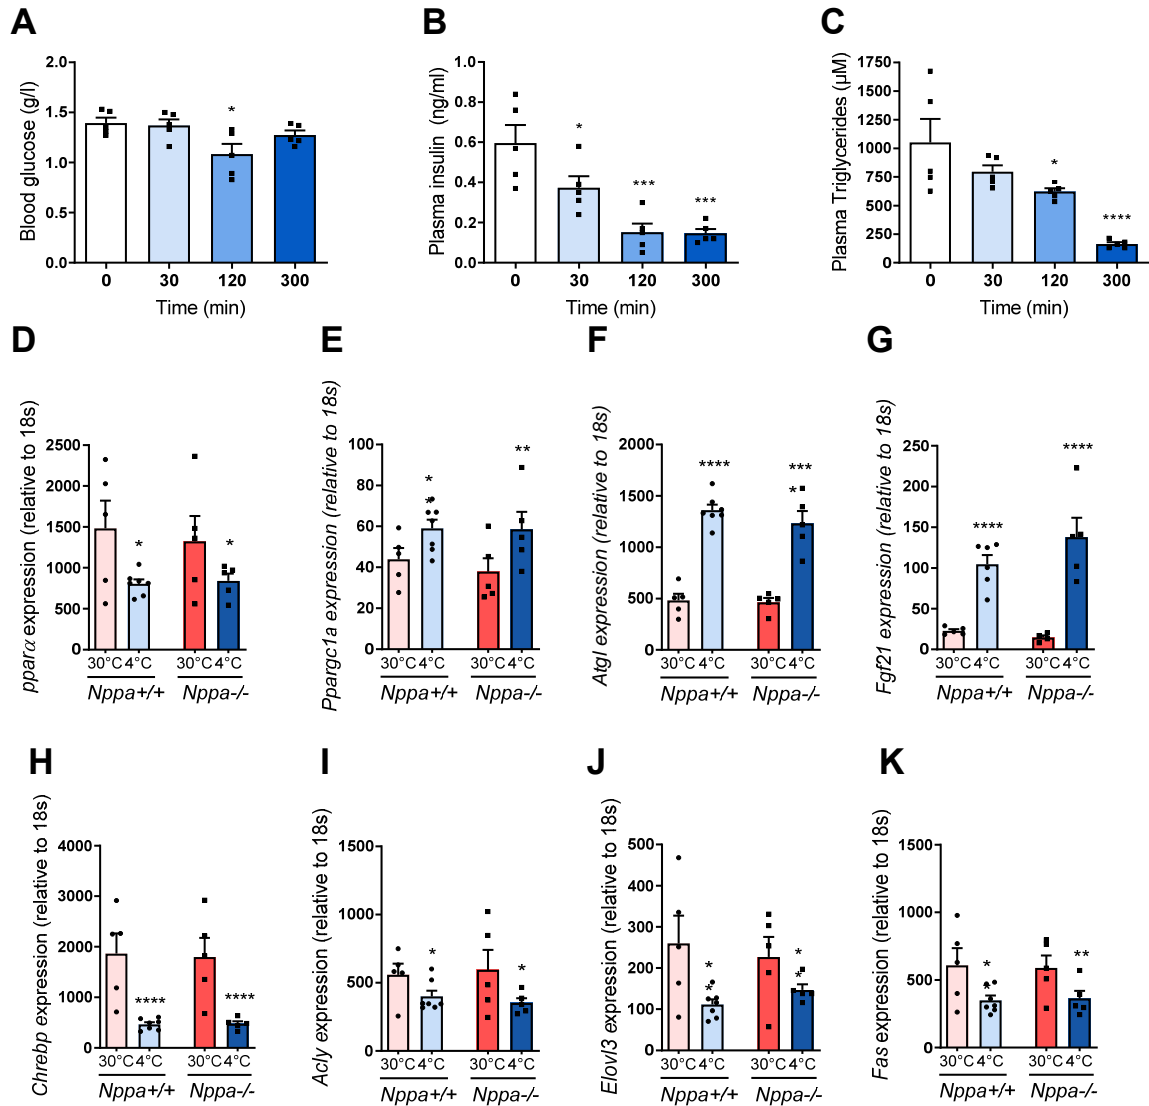 A
B
C
Blood glucose (g/l)
2.0
1.5
1.0
0.5
0.0
*
0 30 120 300
Time (min)
Plasma insulin (ng/ml)
1.0
0.8
0.6
0.4
0.2
0.0
*
***
***
0 30 120 300
Time (min)
Plasma Triglycerides (µM)
1750
1500
1250
1000
750
500
250
0
*
****
0 30 120 300
Time (min)
D
E
F
G
pparα expression (relative to 18s)
2500
2000
1500
1000
500
0
*
*
30°C 4°C 30°C 4°C
Nppa+/+ Nppa-/-
Ppargc1a expression (relative to 18s)
100
80
60
40
20
0
*
*
**
30°C 4°C 30°C 4°C
Nppa+/+ Nppa-/-
Atgl expression (relative to 18s)
2000
1500
1000
500
0
****
***
*
30°C 4°C 30°C 4°C
Nppa+/+ Nppa-/-
Fgf21 expression (relative to 18s)
250
200
150
100
50
0
****
****
30°C 4°C 30°C 4°C
Nppa+/+ Nppa-/-
H
I
J
K
Chrebp expression (relative to 18s)
4000
3000
2000
1000
0
****
****
30°C 4°C 30°C 4°C
Nppa+/+ Nppa-/-
Acly expression (relative to 18s)
1500
1000
500
0
*
*
30°C 4°C 30°C 4°C
Nppa+/+ Nppa-/-
Elovl3 expression (relative to 18s)
500
400
300
200
100
0
*
*
*
*
30°C 4°C 30°C 4°C
Nppa+/+ Nppa-/-
Fas expression (relative to 18s)
1500
1000
500
0
*
*
**
30°C 4°C 30°C 4°C
Nppa+/+ Nppa-/-